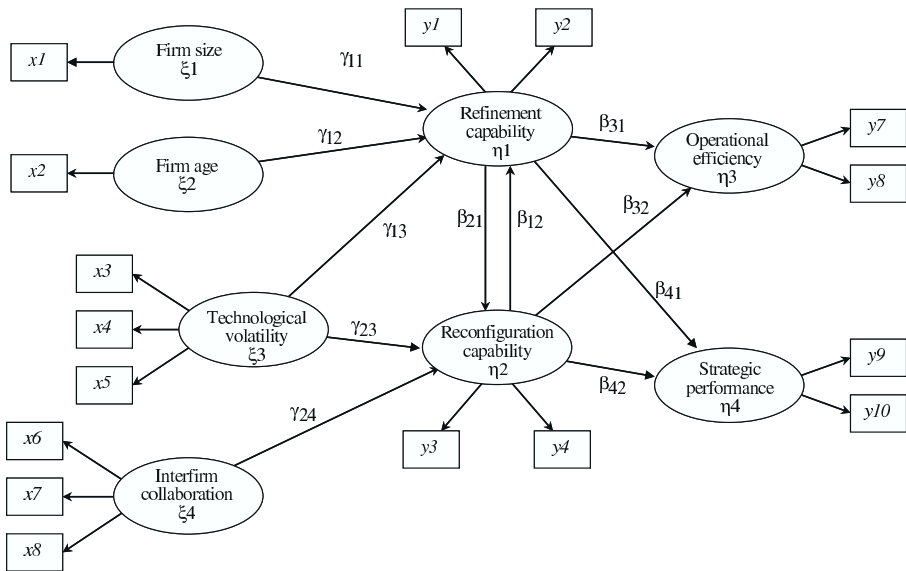 y1
y2
Firm size
ξ1
x1
γ11
Refinement
capability
η1
β31
y7
Operational
efficiency
η3
y8
γ12
Firm age
ξ2
x2
β32
γ13
β21
β12
x3
β41
x4
Technological
volatility
ξ3
γ23
Reconfiguration
capability
η2
y9
Strategic
performance
η4
β42
x5
y10
γ24
x6
y3
y4
Interfirm
collaboration
ξ4
x7
x8